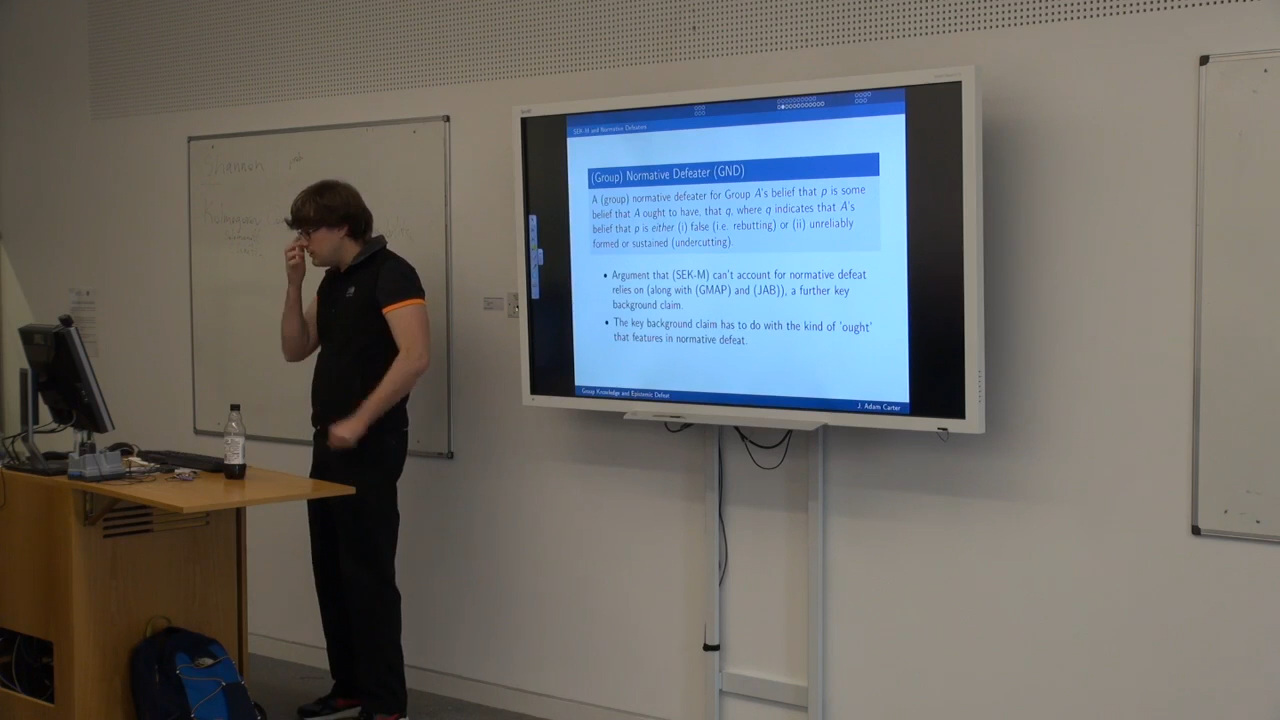 Shannon
SEK-M and Normative Defeaters
(Group) Normative Defeater (GND)
A (group) normative defeater for Group A's belief that p is some
belief that A ought to have, that q, where q indicates that A's
belief that p is either (i) false (i.e. rebutting) or (ii) unreliably
formed or sustained (undercutting).
• Argument that (SEK-M) can't account for normative defeat
relies on (along with (GMAP) and (JAB)), a further key
background claim.
• The key background claim has to do with the kind of 'ought'
that features in normative defeat.
Group Knowledge and Epistemic Defeat
J. Adam Carter